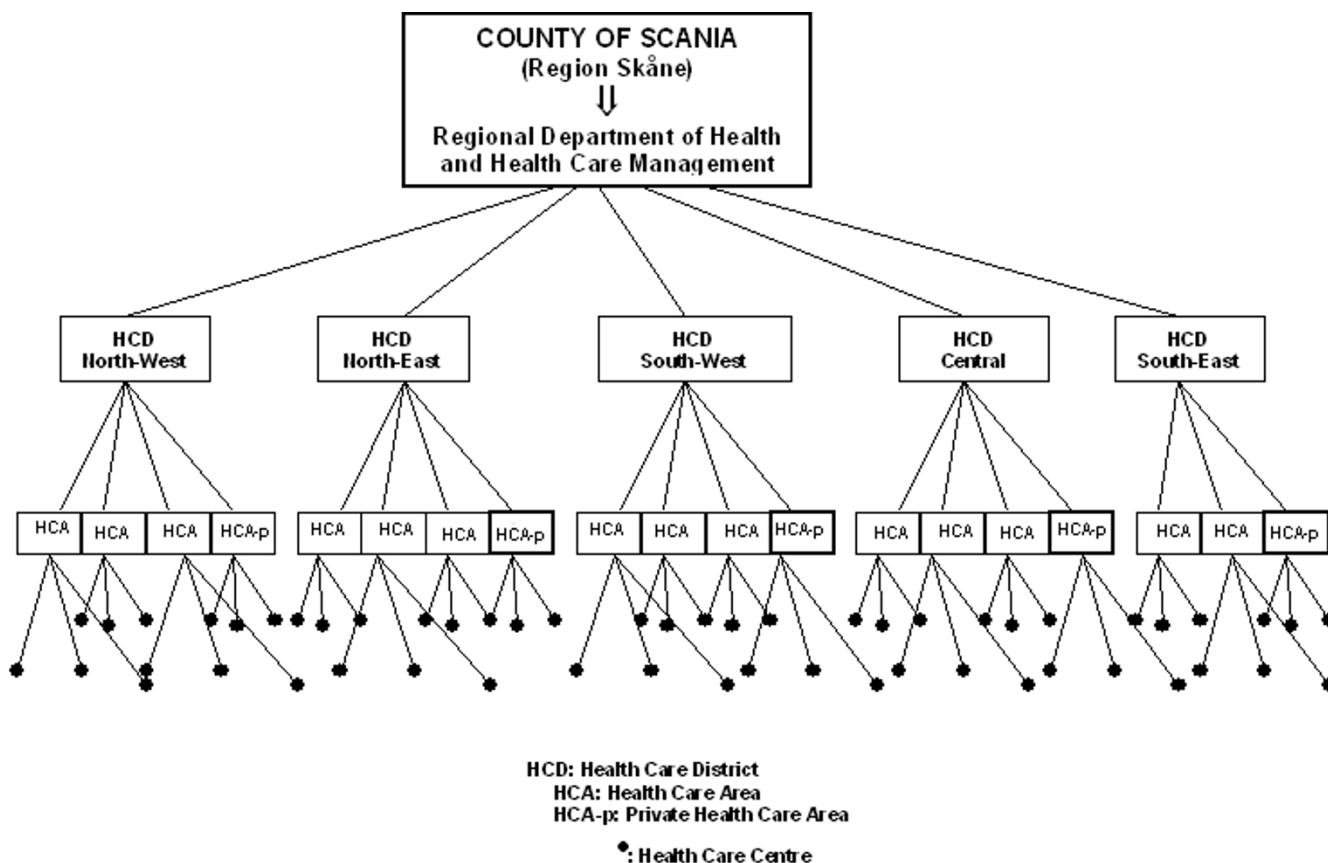 COUNTY OF SCANIA
(Region Skåne)
⇓
Regional Department of Health
and Health Care Management
HCD
North-West
HCD
North-East
HCD
South-West
HCD
Central
HCD
South-East
HCA
HCA
HCA
HCA-p
HCA
HCA
HCA
HCA-p
HCA
HCA
HCA
HCA-p
HCA
HCA
HCA
HCA-p
HCA
HCA
HCA-p
HCD: Health Care District
HCA: Health Care Area
HCA-p: Private Health Care Area
●: Health Care Centre